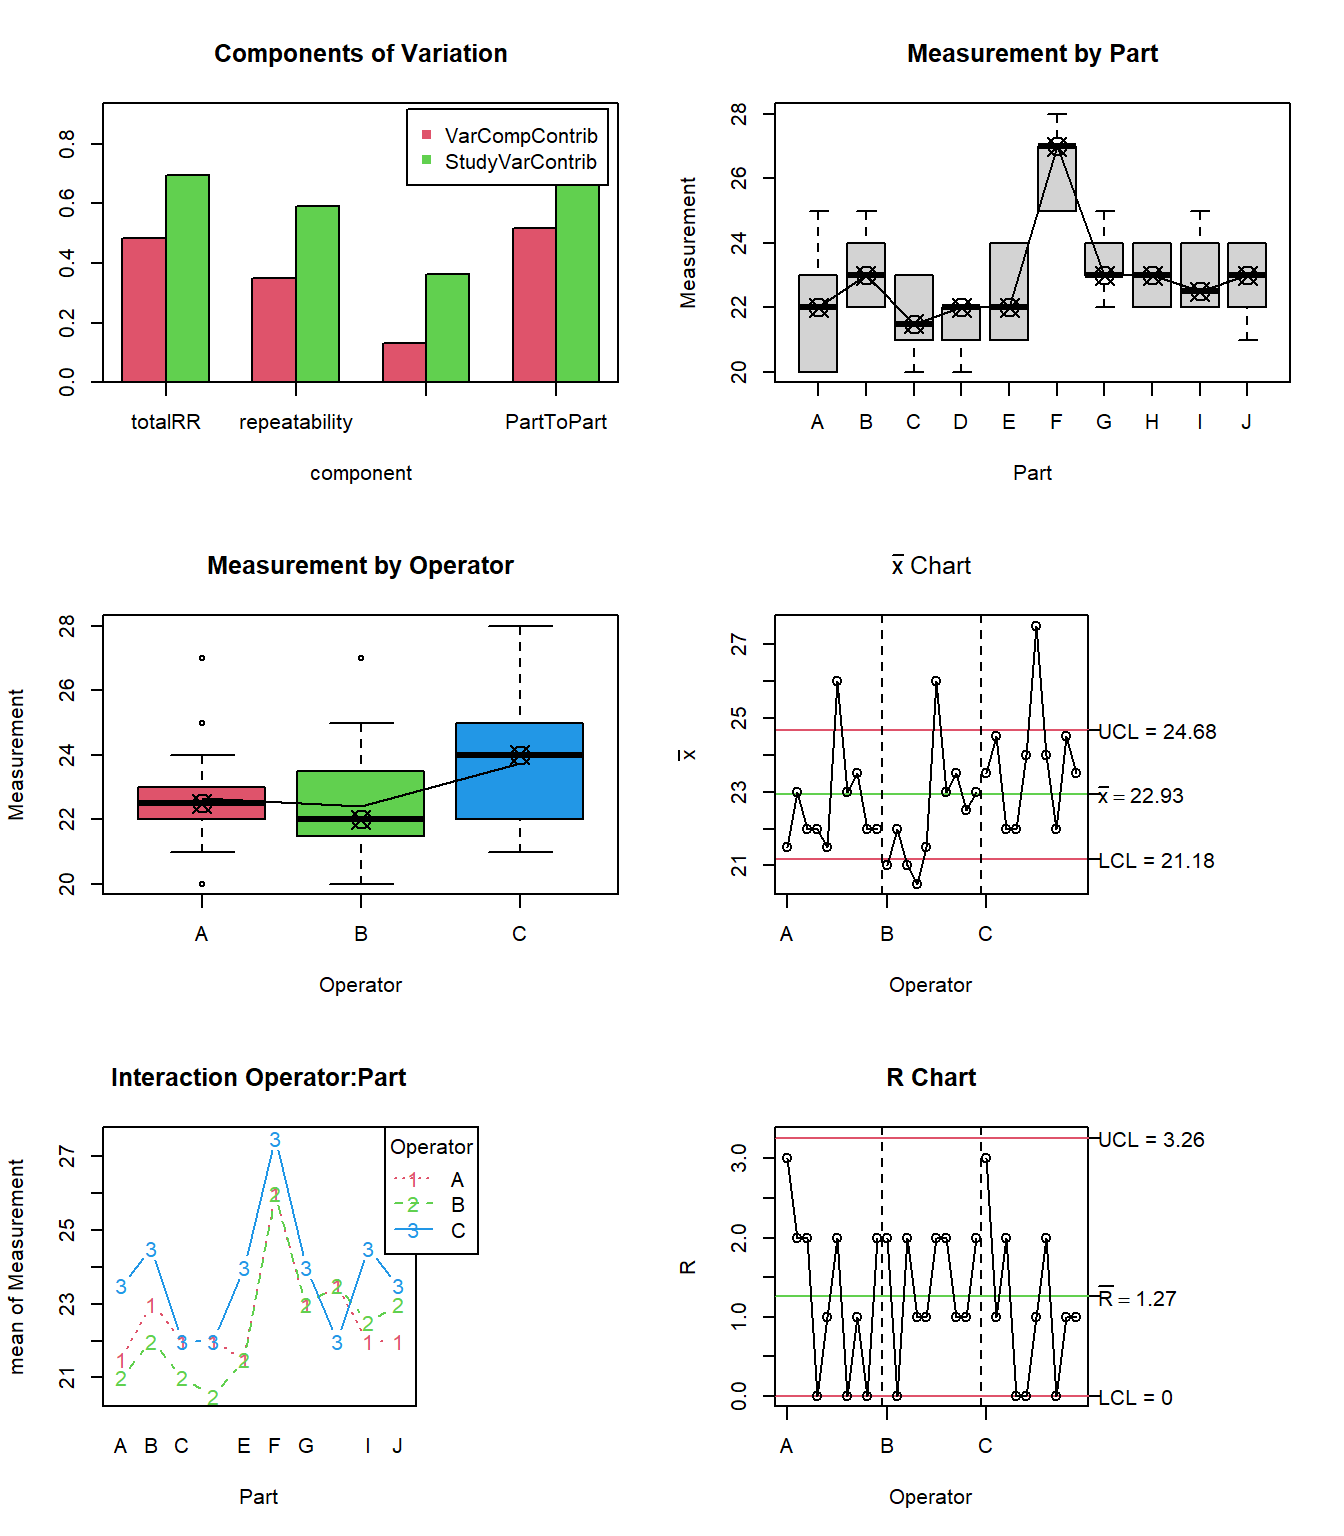 Components of Variation
0.0 0.2 0.4 0.6 0.8
VarCompContrib
StudyVarContrib
totalRR repeatability PartToPart
component
Measurement by Part
Measurement
20 22 24 26 28
A B C D E F G H I J
Part
Measurement by Operator
Measurement
20 22 24 26 28
A B C
Operator
x̄ Chart
x̄
21 23 25 27
UCL = 24.68
x̿ = 22.93
LCL = 21.18
A B C
Operator
Interaction Operator:Part
mean of Measurement
21 23 25 27
Operator
1 A
2 B
3 C
A B C E F G I J
Part
R Chart
R
0.0 1.0 2.0 3.0
UCL = 3.26
R̄ = 1.27
LCL = 0
A B C
Operator